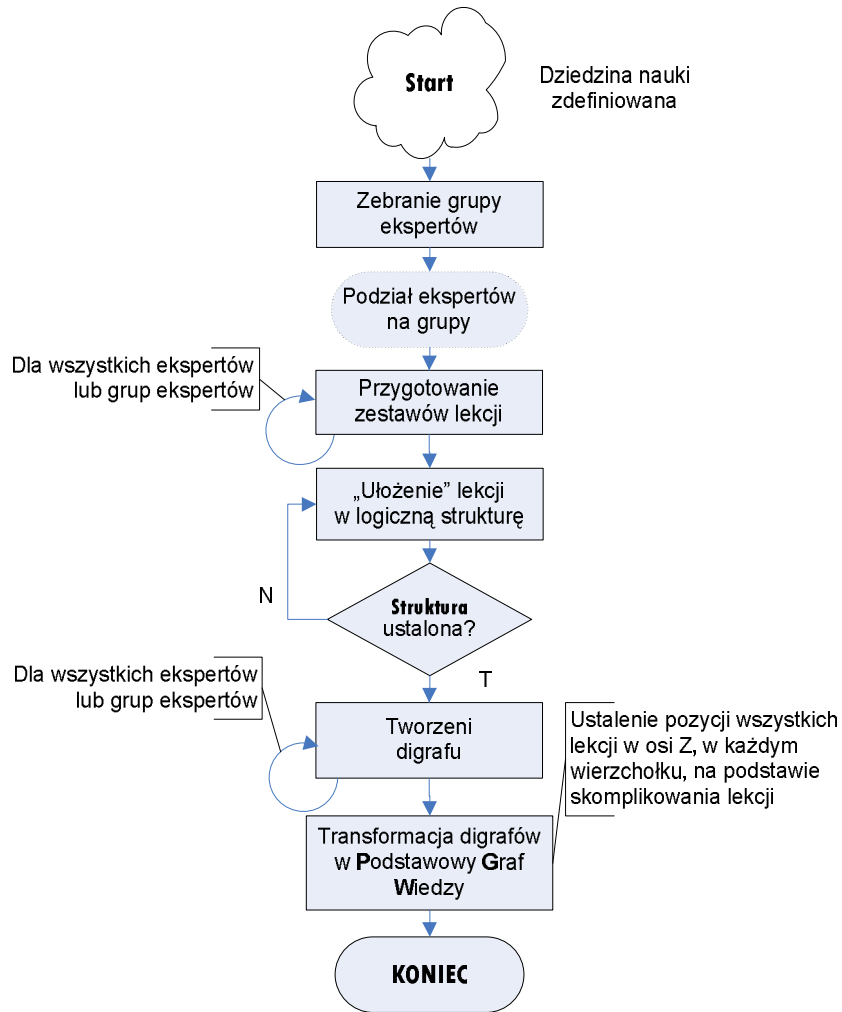 Start
Dziedzina nauki
zdefiniowana
Zebranie grupy
ekspertów
Podział ekspertów
na grupy
Dla wszystkich ekspertów
lub grup ekspertów
Przygotowanie
zestawów lekcji
„Ułożenie” lekcji
w logiczną strukturę
N
Struktura
ustalona?
T
Dla wszystkich ekspertów
lub grup ekspertów
Tworzeni
digrafu
Ustalenie pozycji wszystkich
lekcji w osi Z, w każdym
wierzchołku, na podstawie
skomplikowania lekcji
Transformacja digrafów
w Podstawowy Graf
Wiedzy
KONIEC